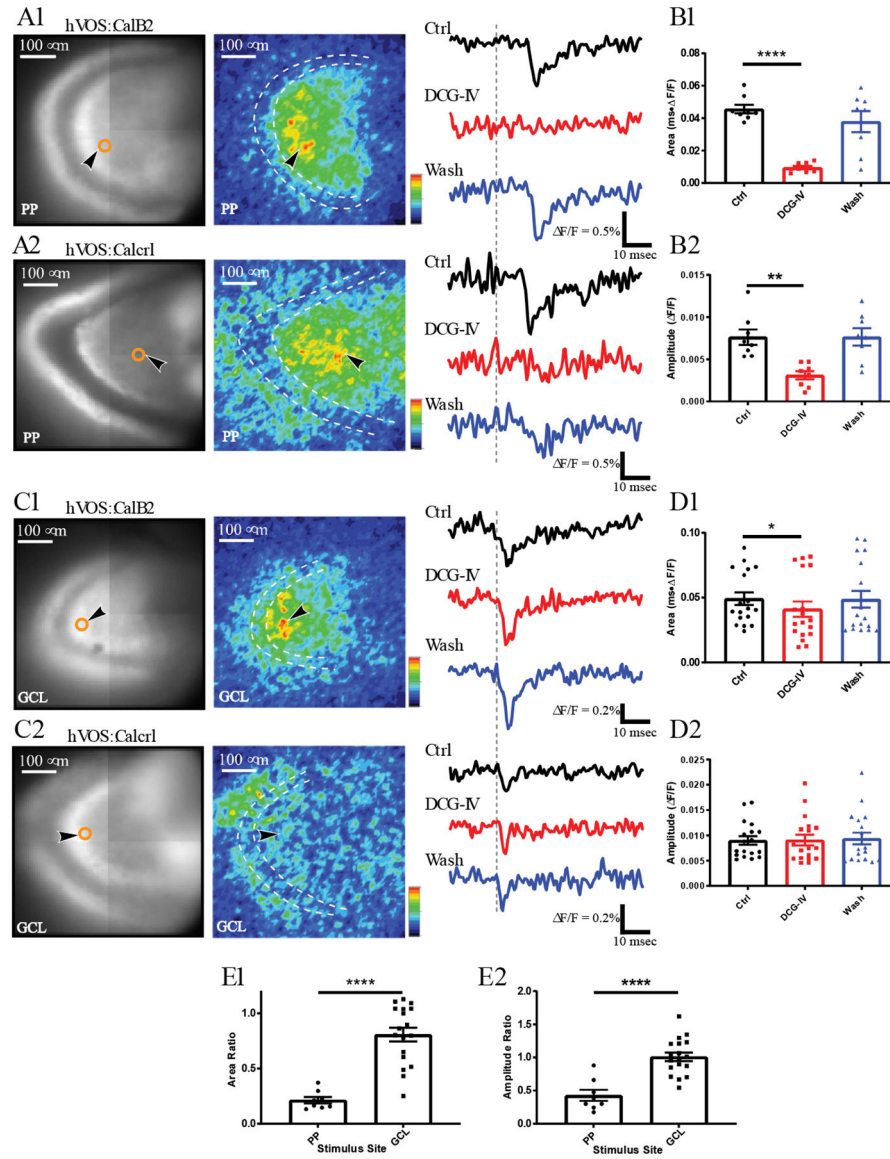 A1
hVOS:CalB2
100 ∝m
PP
100 ∝m
PP
Ctrl
DCG-IV
Wash
ΔF/F = 0.5%
10 msec
B1
****
Area (ms•ΔF/F)
0.08
0.06
0.04
0.02
0.00
Ctrl
DCG-IV
Wash
A2
hVOS:Calcrl
100 ∝m
PP
100 ∝m
PP
Ctrl
DCG-IV
Wash
ΔF/F = 0.5%
10 msec
B2
**
Amplitude (ΔF/F)
0.015
0.010
0.005
0.000
Ctrl
DCG-IV
Wash
C1
hVOS:CalB2
100 ∝m
GCL
100 ∝m
GCL
Ctrl
DCG-IV
Wash
ΔF/F = 0.2%
10 msec
D1
*
Area (ms•ΔF/F)
0.10
0.05
0.00
Ctrl
DCG-IV
Wash
C2
hVOS:Calcrl
100 ∝m
GCL
100 ∝m
GCL
Ctrl
DCG-IV
Wash
ΔF/F = 0.2%
10 msec
D2
Amplitude (ΔF/F)
0.025
0.020
0.015
0.010
0.005
0.000
Ctrl
DCG-IV
Wash
E1
****
Area Ratio
1.0
0.5
0.0
PP
GCL
Stimulus Site
E2
****
Amplitude Ratio
2.0
1.5
1.0
0.5
0.0
PP
GCL
Stimulus Site